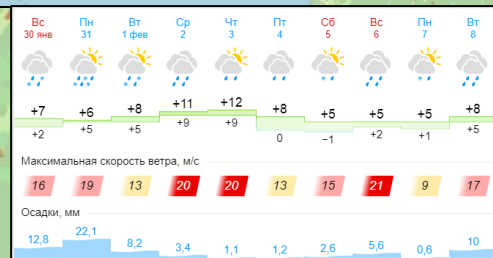 Вс Пн Вт Ср Чт Пт Сб Вс Пн Вт
30 янв 31 1 фев 2 3 4 5 6 7 8
+7 +6 +8 +11 +12 +8 +5 +5 +5 +8
+2 +5 +5 +9 +9 0 −1 +2 +1 +5
Максимальная скорость ветра, м/с
16 19 13 20 20 13 15 21 9 17
Осадки, мм
12,8 22,1 8,2 3,4 1,1 1,2 2,6 5,6 0,6 10